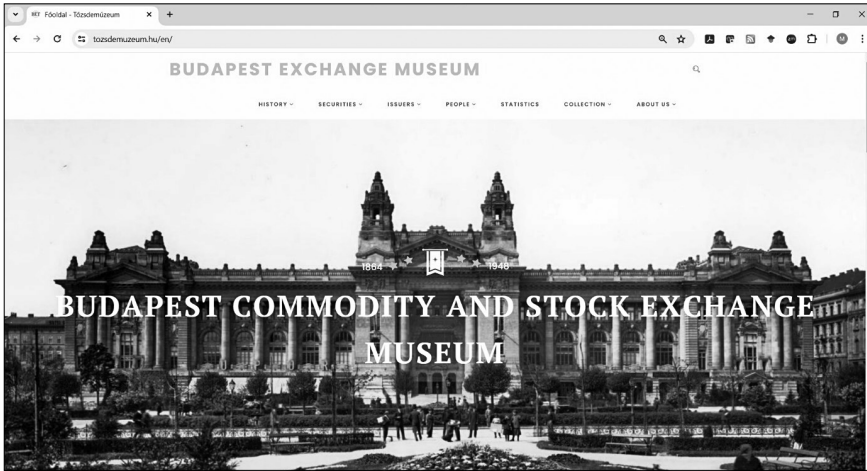 Főoldal - Tőzsdemúzeum
tozsdemuzeum.hu/en/
BUDAPEST EXCHANGE MUSEUM
HISTORY SECURITIES ISSUERS PEOPLE STATISTICS COLLECTION ABOUT US
1864 1948
BUDAPEST COMMODITY AND STOCK EXCHANGE
MUSEUM